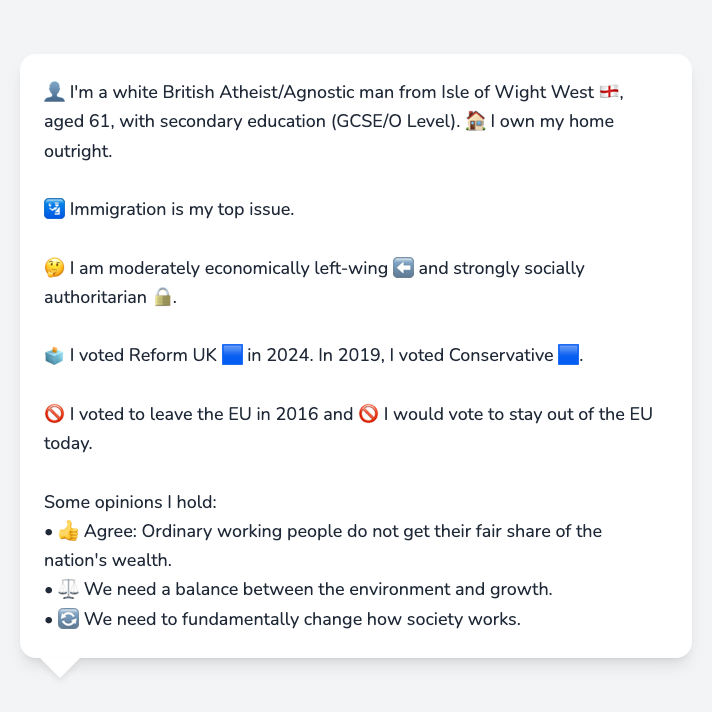 👤 I'm a white British Atheist/Agnostic man from Isle of Wight West 🏴󠁧󠁢󠁥󠁮󠁧󠁿,
aged 61, with secondary education (GCSE/O Level). 🏠 I own my home
outright.
🛂 Immigration is my top issue.
🤔 I am moderately economically left-wing ⬅️ and strongly socially
authoritarian 🔒.
🗳️ I voted Reform UK 🟦 in 2024. In 2019, I voted Conservative 🟦.
🚫 I voted to leave the EU in 2016 and 🚫 I would vote to stay out of the EU
today.
Some opinions I hold:
• 👍 Agree: Ordinary working people do not get their fair share of the
nation's wealth.
• ⚖️ We need a balance between the environment and growth.
• 🔄 We need to fundamentally change how society works.